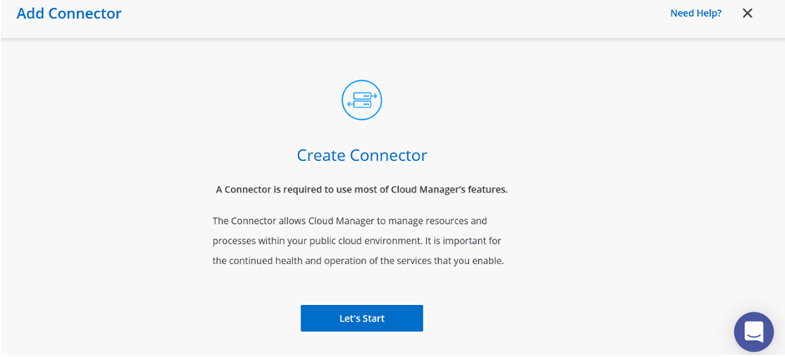 Add Connector
Need Help?
Create Connector
A Connector is required to use most of Cloud Manager's features.
The Connector allows Cloud Manager to manage resources and
processes within your public cloud environment. It is important for
the continued health and operation of the services that you enable.
Let's Start